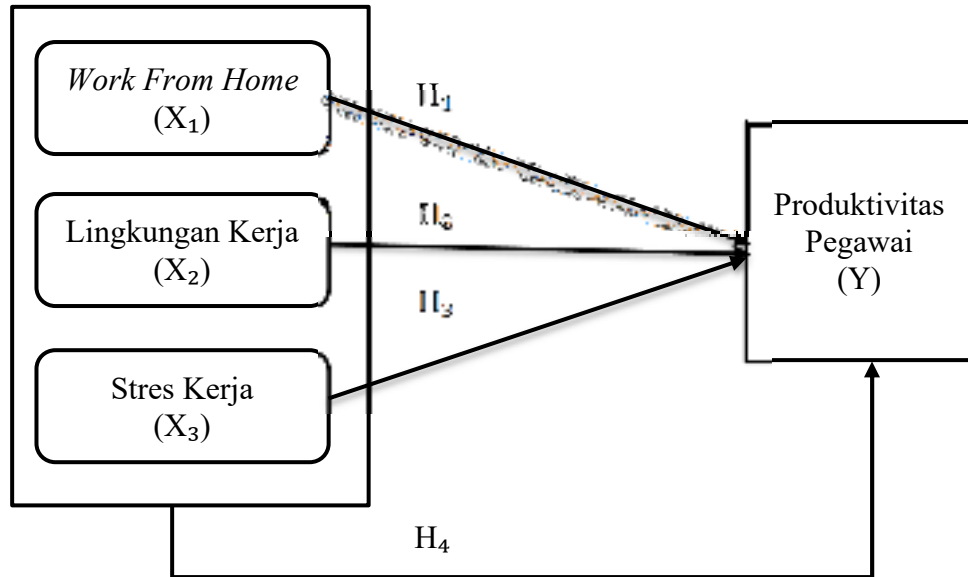 Work From Home
(X₁)
H₁
Lingkungan Kerja
(X₂)
Produktivitas
Pegawai
(Y)
H₃
Stres Kerja
(X₃)
H₄